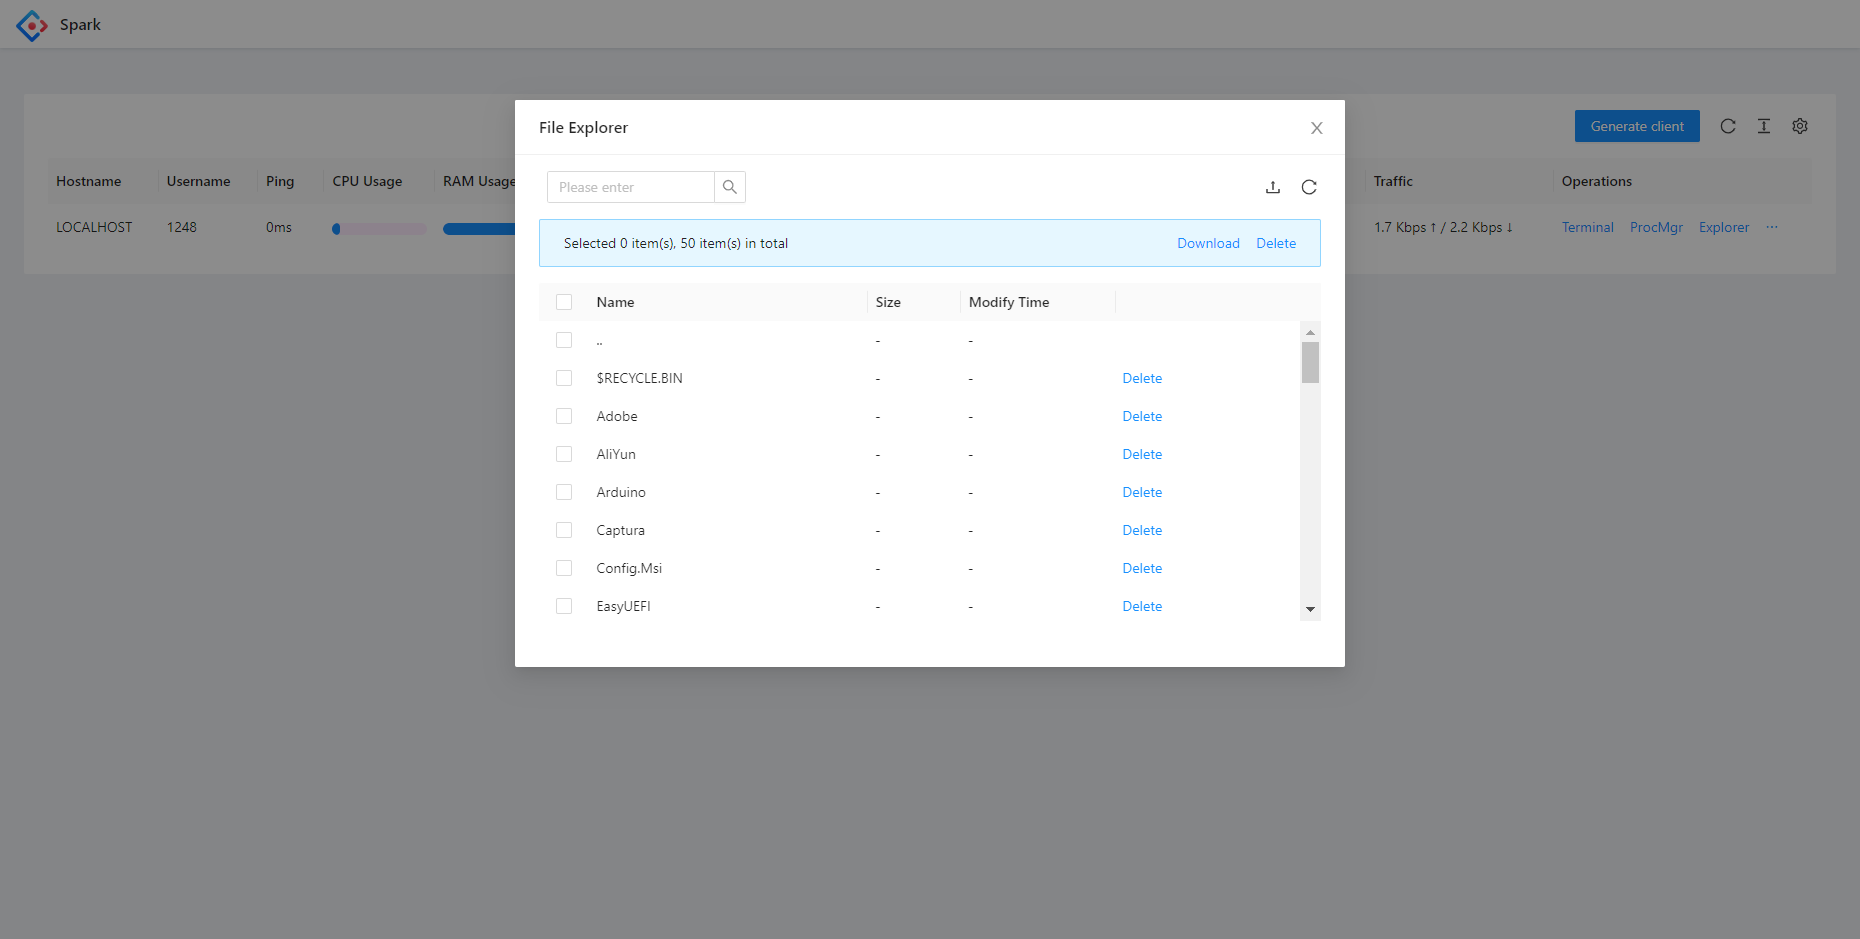 Spark
File Explorer
Generate client
Please enter
Hostname Username Ping CPU Usage RAM Usage Traffic Operations
LOCALHOST 1248 0ms 1.7 Kbps ↑ / 2.2 Kbps ↓ Terminal ProcMgr Explorer ···
Selected 0 item(s), 50 item(s) in total Download Delete
Name Size Modify Time
.. - -
$RECYCLE.BIN - - Delete
Adobe - - Delete
AliYun - - Delete
Arduino - - Delete
Captura - - Delete
Config.Msi - - Delete
EasyUEFI - - Delete